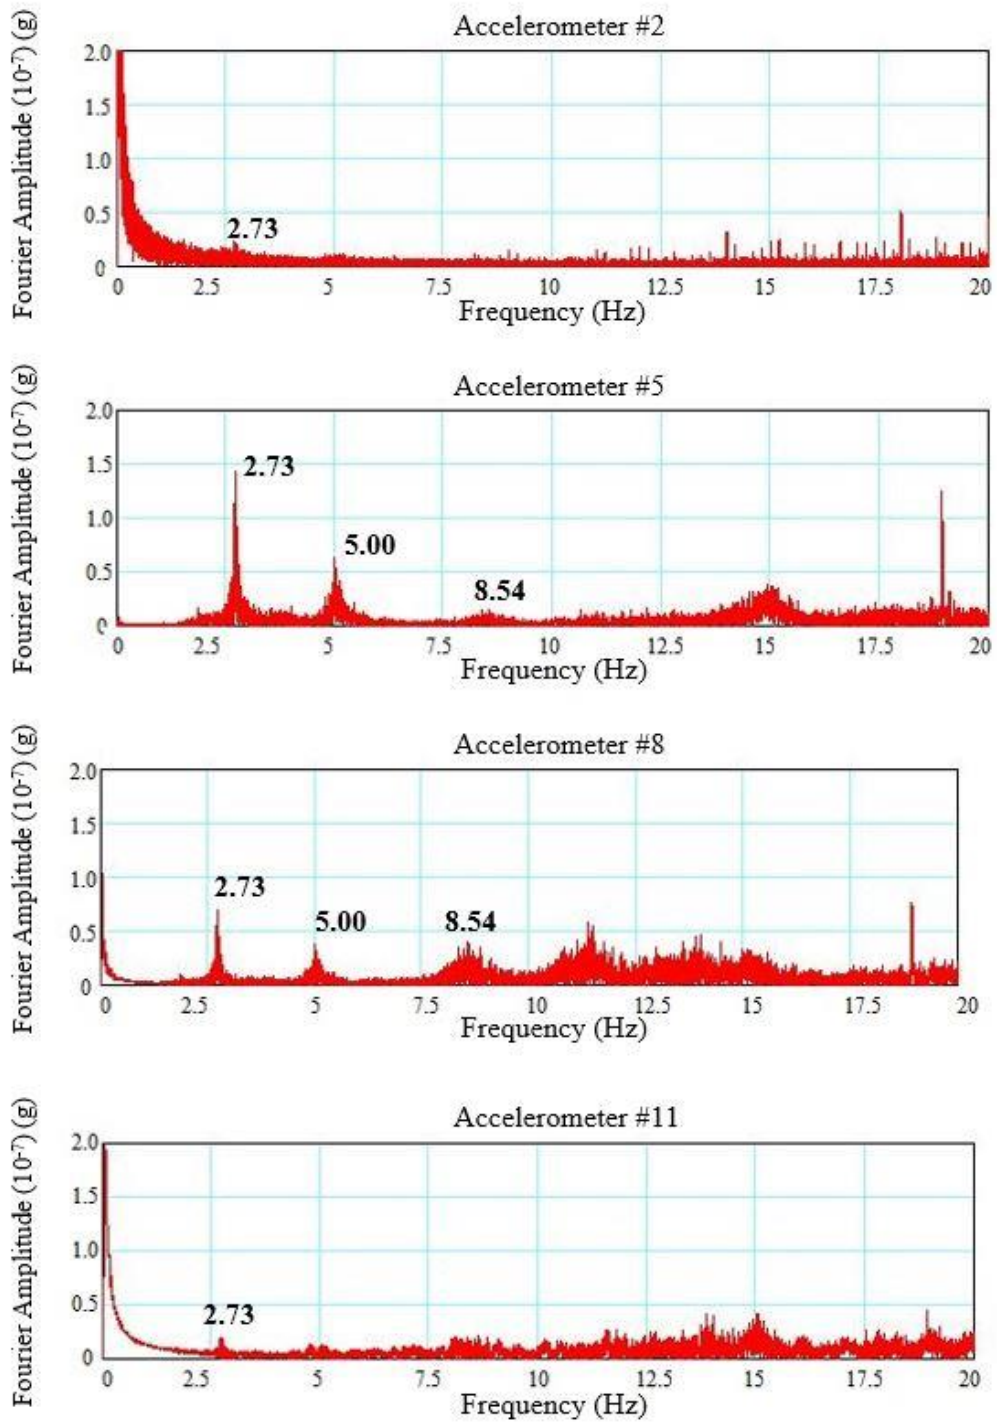 Accelerometer #2
Fourier Amplitude (10⁻⁷) (g)
2.0
1.5
1.0
0.5
0
2.73
0 2.5 5 7.5 10 12.5 15 17.5 20
Frequency (Hz)
Accelerometer #5
Fourier Amplitude (10⁻⁷) (g)
2.0
1.5
1.0
0.5
0
2.73
5.00
8.54
0 2.5 5 7.5 10 12.5 15 17.5 20
Frequency (Hz)
Accelerometer #8
Fourier Amplitude (10⁻⁷) (g)
2.0
1.5
1.0
0.5
0
2.73
5.00
8.54
0 2.5 5 7.5 10 12.5 15 17.5 20
Frequency (Hz)
Accelerometer #11
Fourier Amplitude (10⁻⁷) (g)
2.0
1.5
1.0
0.5
0
2.73
0 2.5 5 7.5 10 12.5 15 17.5 20
Frequency (Hz)